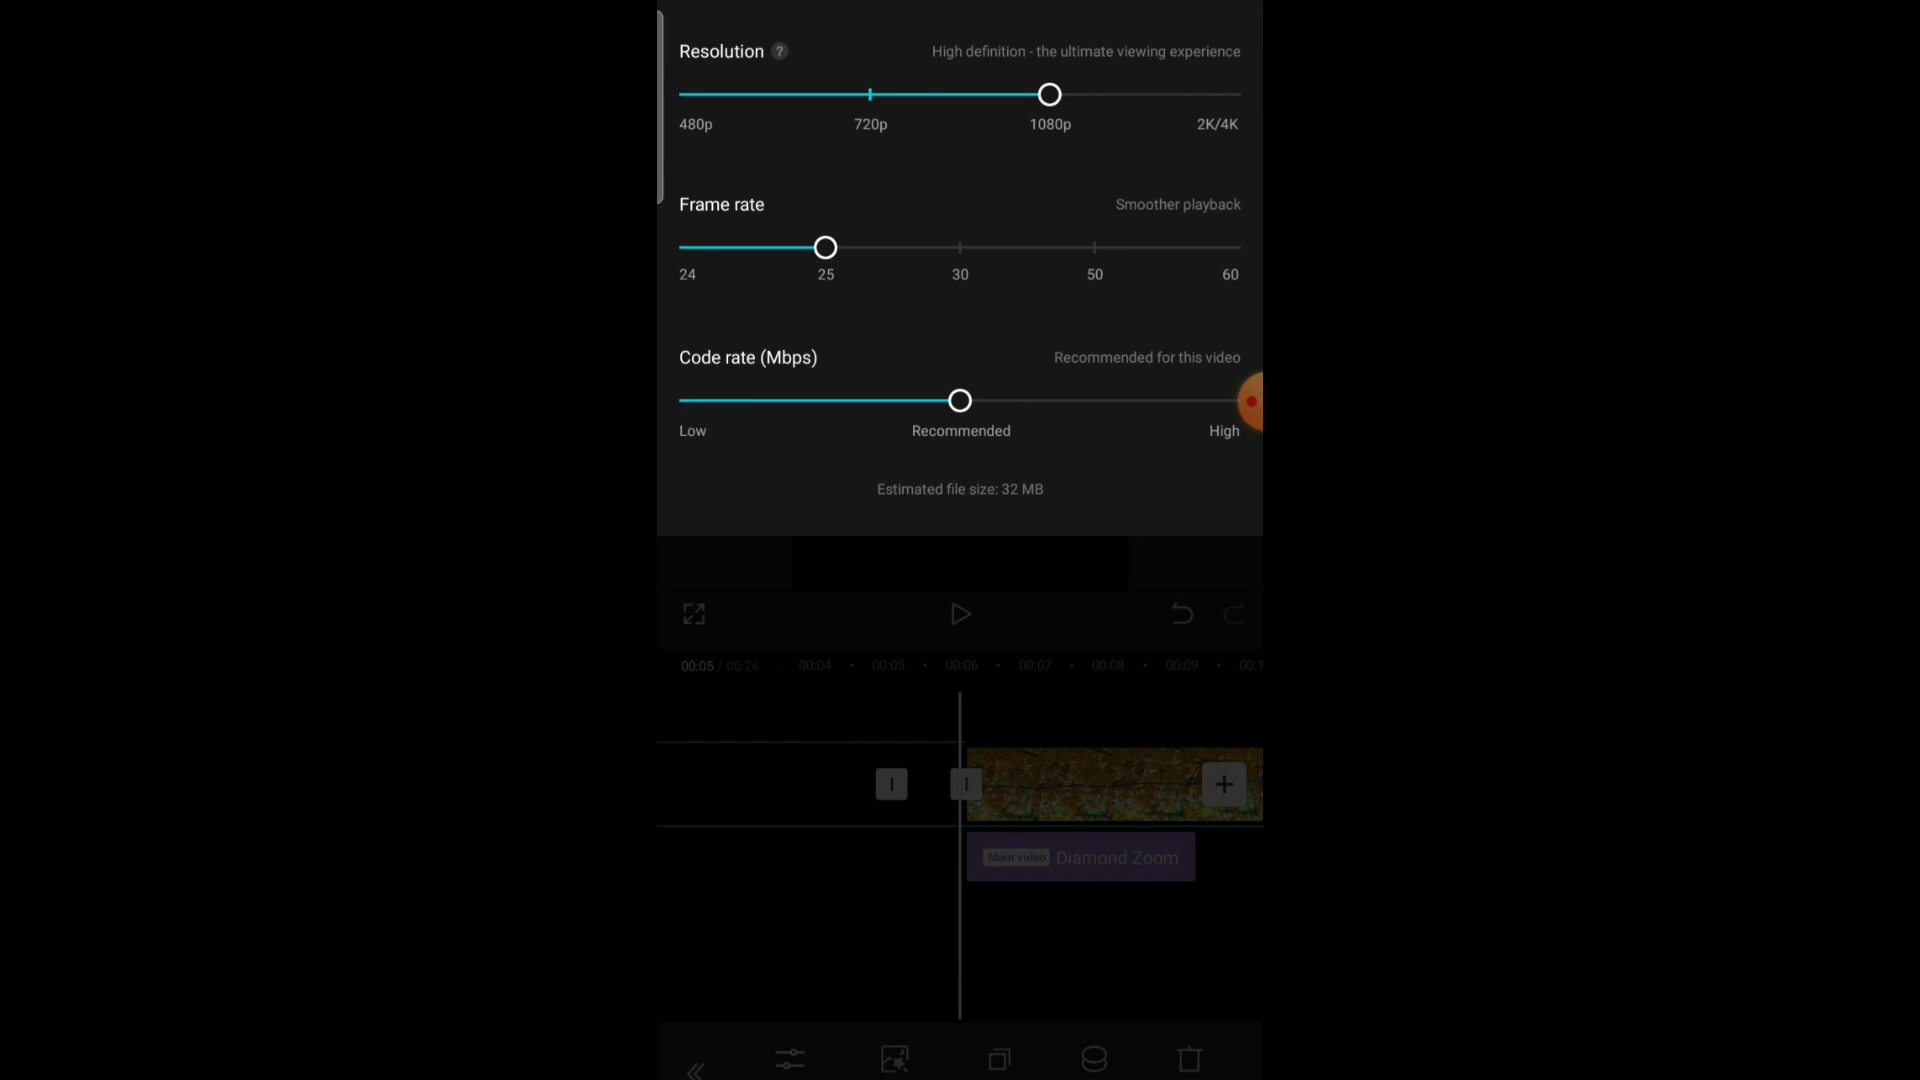 Resolution ? High definition - the ultimate viewing experience
480p 720p 1080p 2K/4K
Frame rate Smoother playback
24 25 30 50 60
Code rate (Mbps) Recommended for this video
Low Recommended High
Estimated file size: 32 MB
00:05 / 00:26 00:04 00:05 00:06 00:07 00:08 00:09 00:1
Main video Diamond Zoom